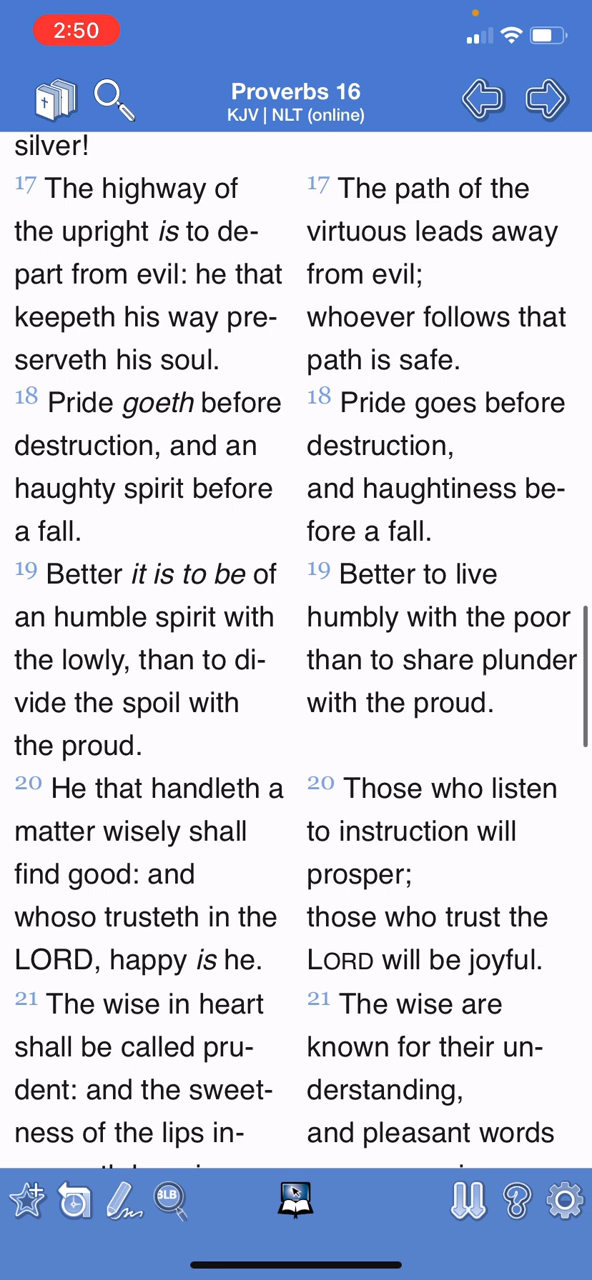 2:50
Proverbs 16
KJV | NLT (online)
silver!
17 The highway of
the upright is to de-
part from evil: he that
keepeth his way pre-
serveth his soul.
18 Pride goeth before
destruction, and an
haughty spirit before
a fall.
19 Better it is to be of
an humble spirit with
the lowly, than to di-
vide the spoil with
the proud.
20 He that handleth a
matter wisely shall
find good: and
whoso trusteth in the
LORD, happy is he.
21 The wise in heart
shall be called pru-
dent: and the sweet-
ness of the lips in-
17 The path of the
virtuous leads away
from evil;
whoever follows that
path is safe.
18 Pride goes before
destruction,
and haughtiness be-
fore a fall.
19 Better to live
humbly with the poor
than to share plunder
with the proud.
20 Those who listen
to instruction will
prosper;
those who trust the
LORD will be joyful.
21 The wise are
known for their un-
derstanding,
and pleasant words
BLB